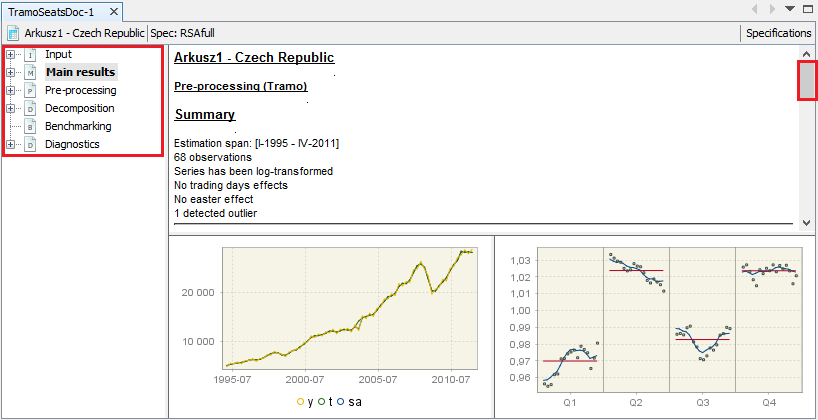 TramoSeatsDoc-1
Arkusz1 - Czech Republic Spec: RSAfull Specifications
I Input
M Main results
P Pre-processing
D Decomposition
B Benchmarking
D Diagnostics
Arkusz1 - Czech Republic
Pre-processing (Tramo)
Summary
Estimation span: [I-1995 - IV-2011]
68 observations
Series has been log-transformed
No trading days effects
No easter effect
1 detected outlier
20 000
10 000
1995-07 2000-07 2005-07 2010-07
y t sa
1,03
1,02
1,01
1,00
0,99
0,98
0,97
0,96
Q1 Q2 Q3 Q4